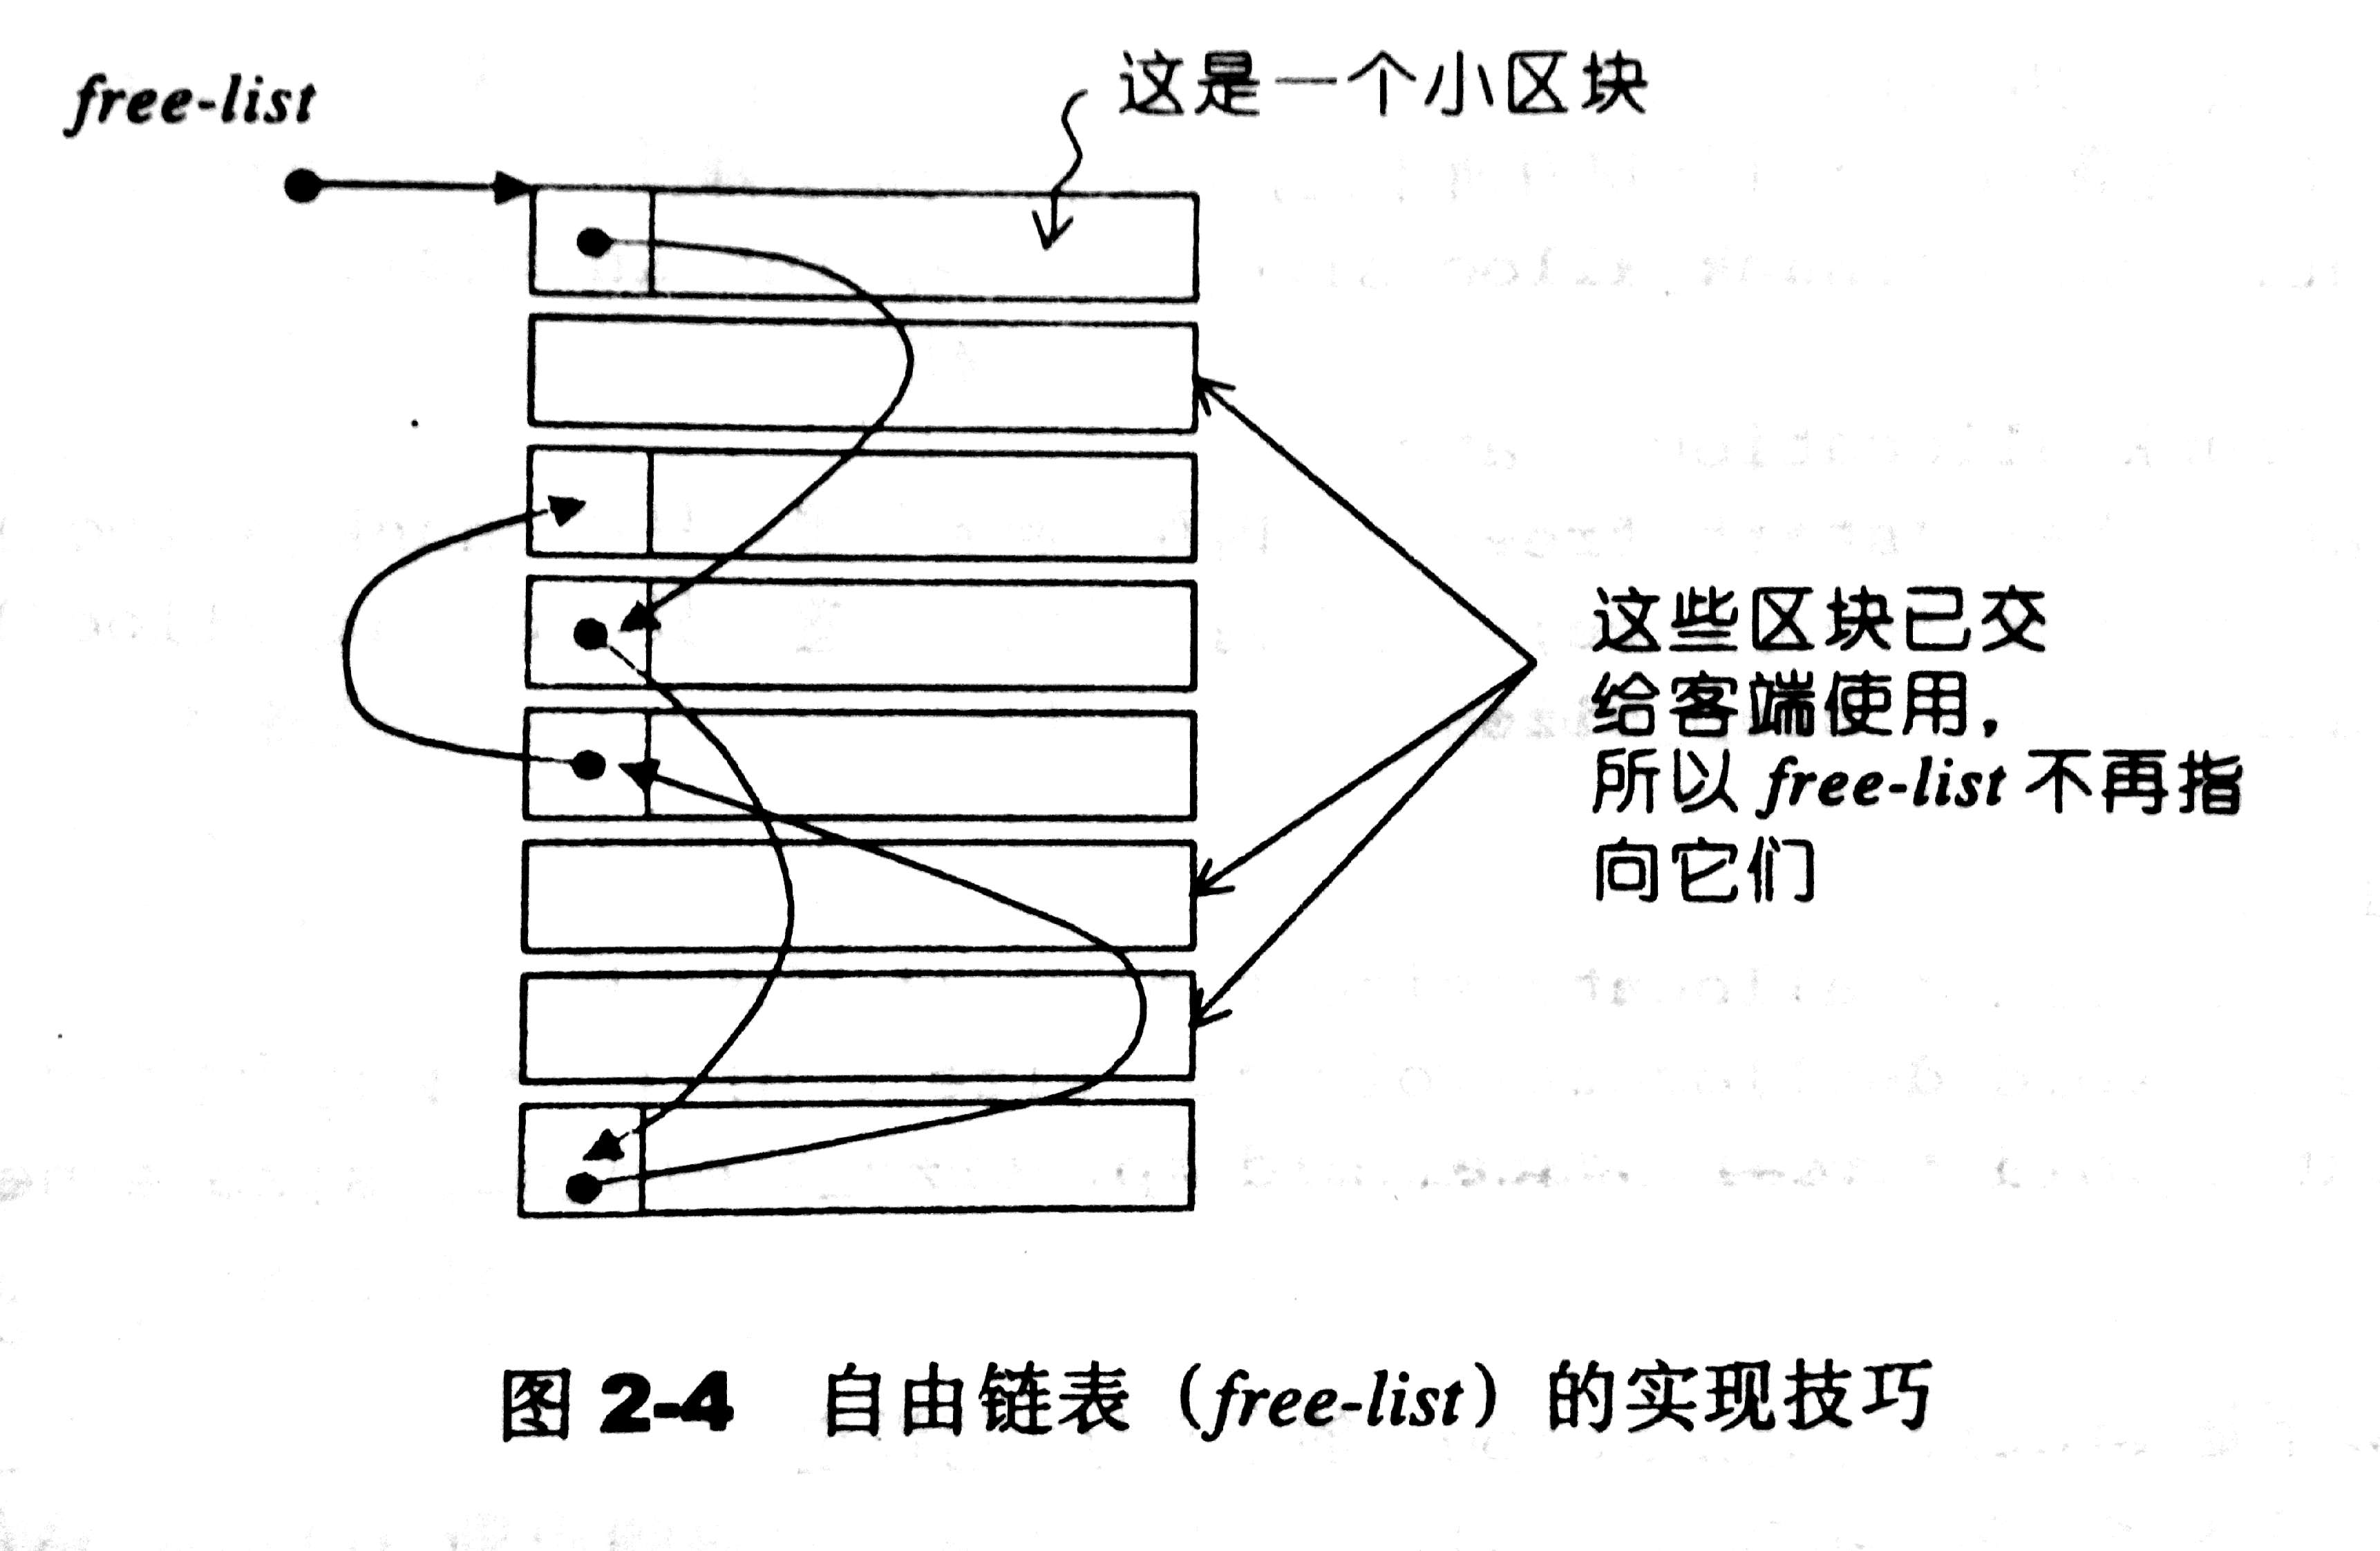 free-list
这是一个小区块
这些区块已交
给客端使用，
所以 free-list 不再指
向它们
图 2-4 自由链表（free-list）的实现技巧